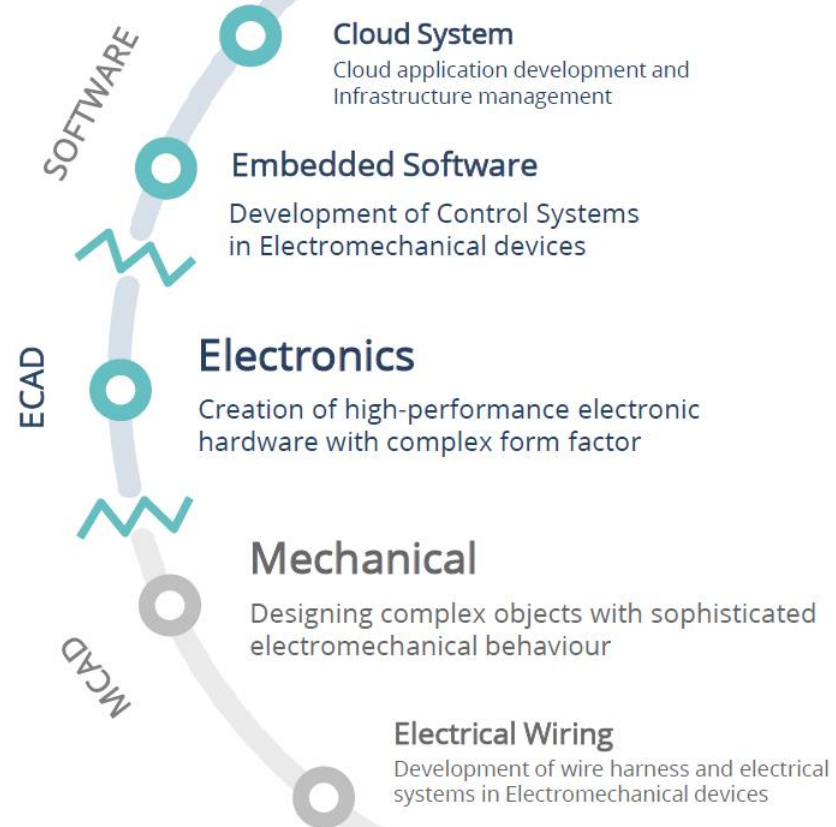 SOFTWARE
Cloud System
Cloud application development and
Infrastructure management
Embedded Software
Development of Control Systems
in Electromechanical devices
ECAD
Electronics
Creation of high-performance electronic
hardware with complex form factor
Mechanical
Designing complex objects with sophisticated
electromechanical behaviour
MCAD
Electrical Wiring
Development of wire harness and electrical
systems in Electromechanical devices